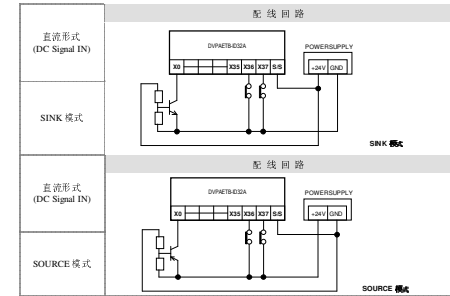 配 线 回 路
直流形式
(DC Signal IN)
DVPAETB-ID32A
POWERSUPPLY
X0 X35 X36 X37 S/S
+24V GND
SINK 模式
SINK 模式
配 线 回 路
直流形式
(DC Signal IN)
DVPAETB-ID32A
POWERSUPPLY
X0 X35 X36 X37 S/S
+24V GND
SOURCE 模式
SOURCE 模式